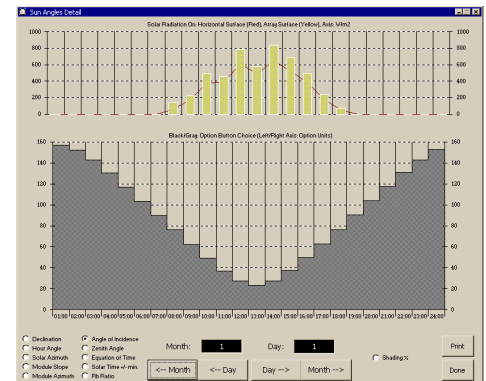 Sun Angles Detail
Solar Radiation On: Horizontal Surface (Red), Array Surface (Yellow), Axis: W/m2
1000 1000
800 800
600 600
400 400
200 200
0 0
Black/Gray: Option Button Choice (Left/Right Axis: Option Units)
160 160
140 140
120 120
100 100
80 80
60 60
40 40
20 20
0 0
01:00 02:00 03:00 04:00 05:00 06:00 07:00 08:00 09:00 10:00 11:00 12:00 13:00 14:00 15:00 16:00 17:00 18:00 19:00 20:00 21:00 22:00 23:00 24:00
Declination Angle of Incidence
Hour Angle Zenith Angle
Solar Azimuth Equation of Time
Module Slope Solar Time +/- min.
Module Azimuth Rb Ratio
Month: 1 Day: 1
<-- Month <-- Day Day --> Month -->
Shading%
Print
Done